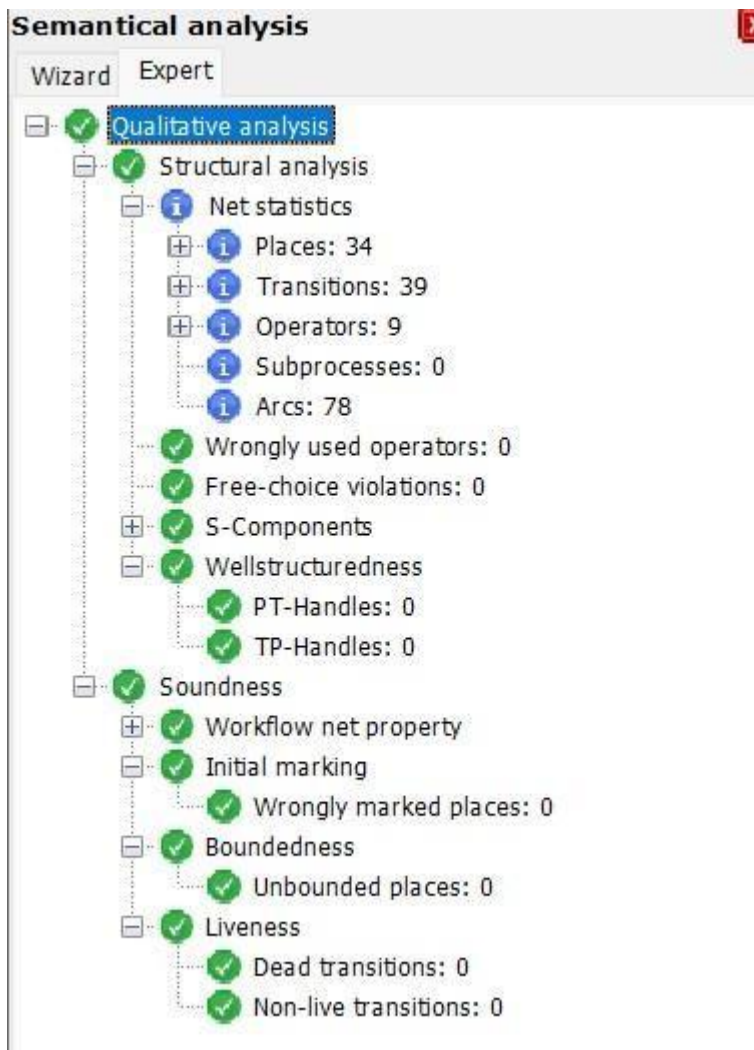 Semantical analysis
Wizard Expert
Qualitative analysis
Structural analysis
Net statistics
Places: 34
Transitions: 39
Operators: 9
Subprocesses: 0
Arcs: 78
Wrongly used operators: 0
Free-choice violations: 0
S-Components
Wellstructuredness
PT-Handles: 0
TP-Handles: 0
Soundness
Workflow net property
Initial marking
Wrongly marked places: 0
Boundedness
Unbounded places: 0
Liveness
Dead transitions: 0
Non-live transitions: 0